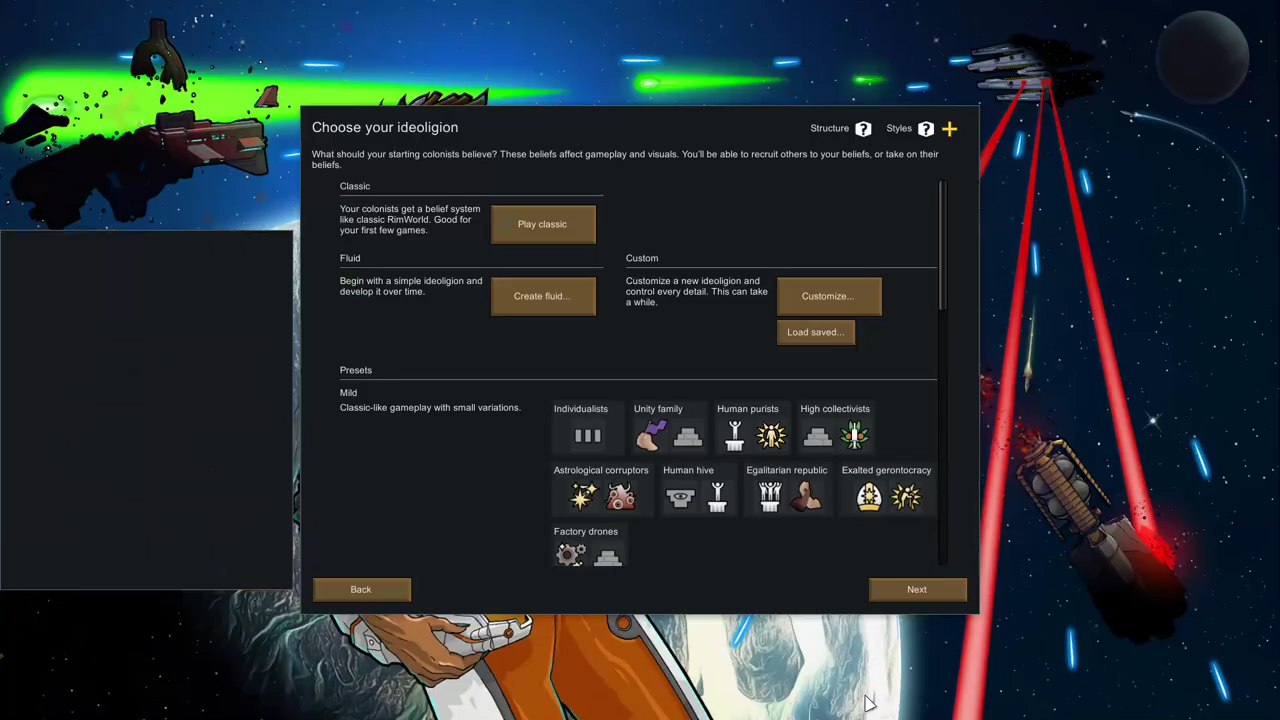 Choose your ideoligion
Structure ?
Styles ? +
What should your starting colonists believe? These beliefs affect gameplay and visuals. You'll be able to recruit others to your beliefs, or take on their
beliefs.
Classic
Your colonists get a belief system
like classic RimWorld. Good for
your first few games.
Play classic
Fluid
Begin with a simple ideoligion and
develop it over time.
Create fluid...
Custom
Customize a new ideoligion and
control every detail. This can take
a while.
Customize...
Load saved...
Presets
Mild
Classic-like gameplay with small variations.
Individualists
Unity family
Human purists
High collectivists
Astrological corruptors
Human hive
Egalitarian republic
Exalted gerontocracy
Factory drones
Back
Next